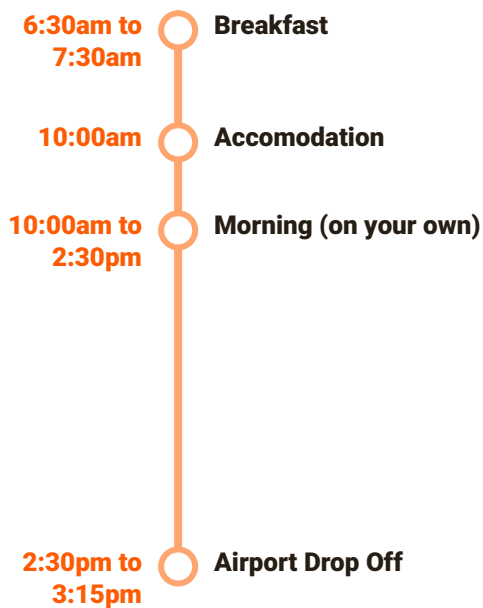 6:30am to
7:30am
Breakfast
10:00am
Accomodation
10:00am to
2:30pm
Morning (on your own)
2:30pm to
3:15pm
Airport Drop Off